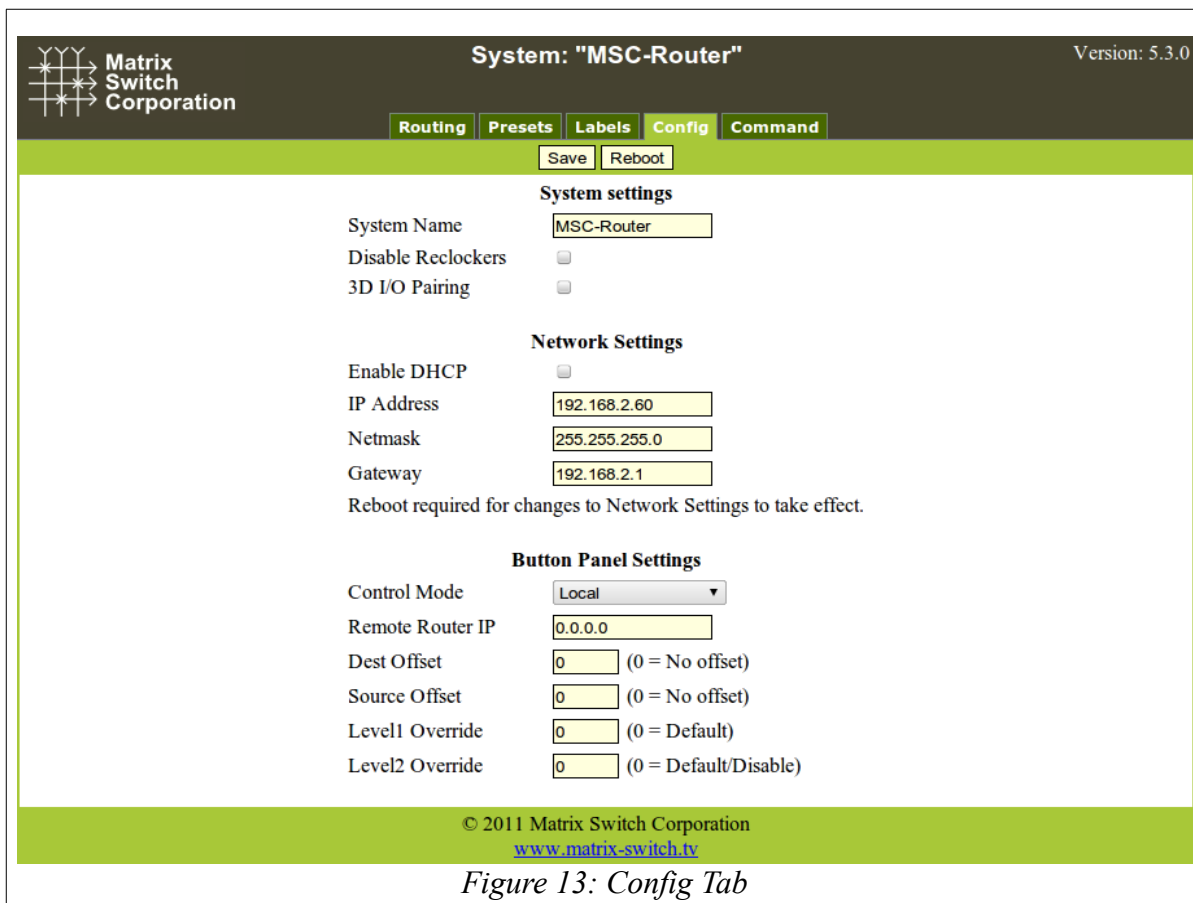 Matrix
Switch
Corporation
System: "MSC-Router"
Version: 5.3.0
Routing Presets Labels Config Command
Save Reboot
System settings
System Name MSC-Router
Disable Reclockers
3D I/O Pairing
Network Settings
Enable DHCP
IP Address 192.168.2.60
Netmask 255.255.255.0
Gateway 192.168.2.1
Reboot required for changes to Network Settings to take effect.
Button Panel Settings
Control Mode Local
Remote Router IP 0.0.0.0
Dest Offset 0 (0 = No offset)
Source Offset 0 (0 = No offset)
Level1 Override 0 (0 = Default)
Level2 Override 0 (0 = Default/Disable)
© 2011 Matrix Switch Corporation
www.matrix-switch.tv
Figure 13: Config Tab